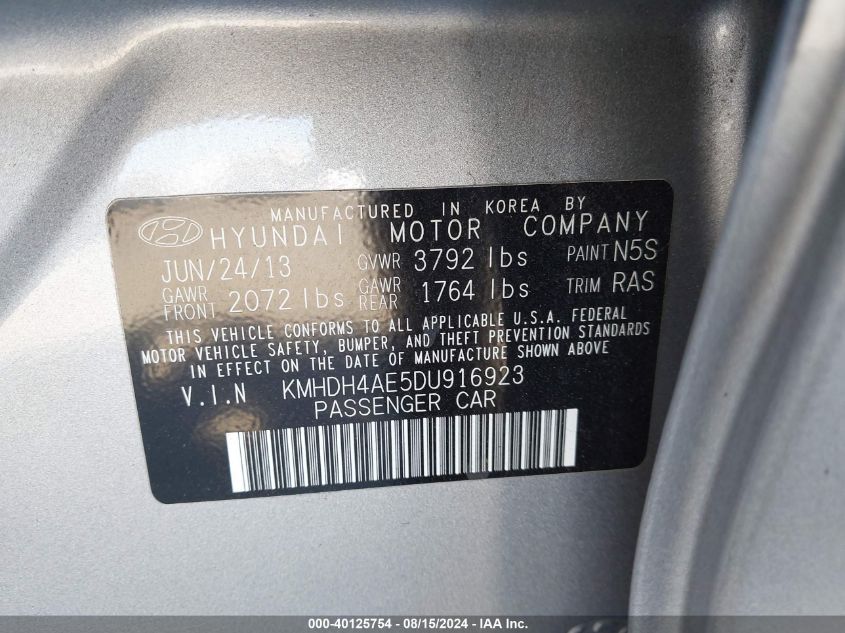 MANUFACTURED IN KOREA BY
HYUNDAI MOTOR COMPANY
JUN/24/13 GVWR 3792 lbs PAINT N5S
GAWR FRONT 2072 lbs GAWR REAR 1764 lbs TRIM RAS
THIS VEHICLE CONFORMS TO ALL APPLICABLE U.S.A. FEDERAL
MOTOR VEHICLE SAFETY, BUMPER, AND THEFT PREVENTION STANDARDS
IN EFFECT ON THE DATE OF MANUFACTURE SHOWN ABOVE
V.I.N KMHDH4AE5DU916923
PASSENGER CAR
000-40125754 - 08/15/2024 - IAA Inc.